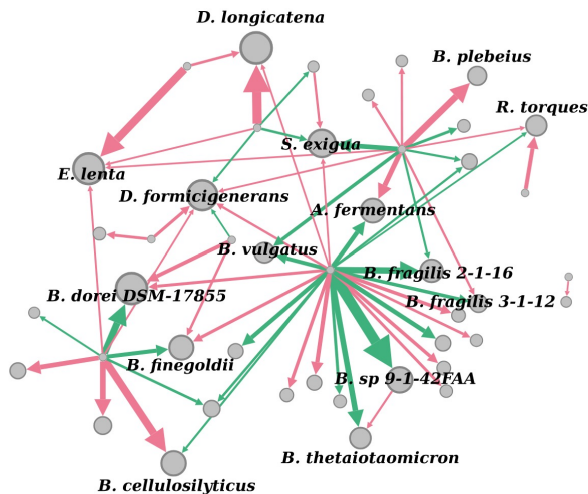 D. longicatena
B. plebeius
R. torques
S. exigua
E. lenta
D. formicigenerans
A. fermentans
B. vulgatus
B. fragilis 2-1-16
B. dorei DSM-17855
B. fragilis 3-1-12
B. finegoldii
B. sp 9-1-42FAA
B. thetaiotaomicron
B. cellulosilyticus